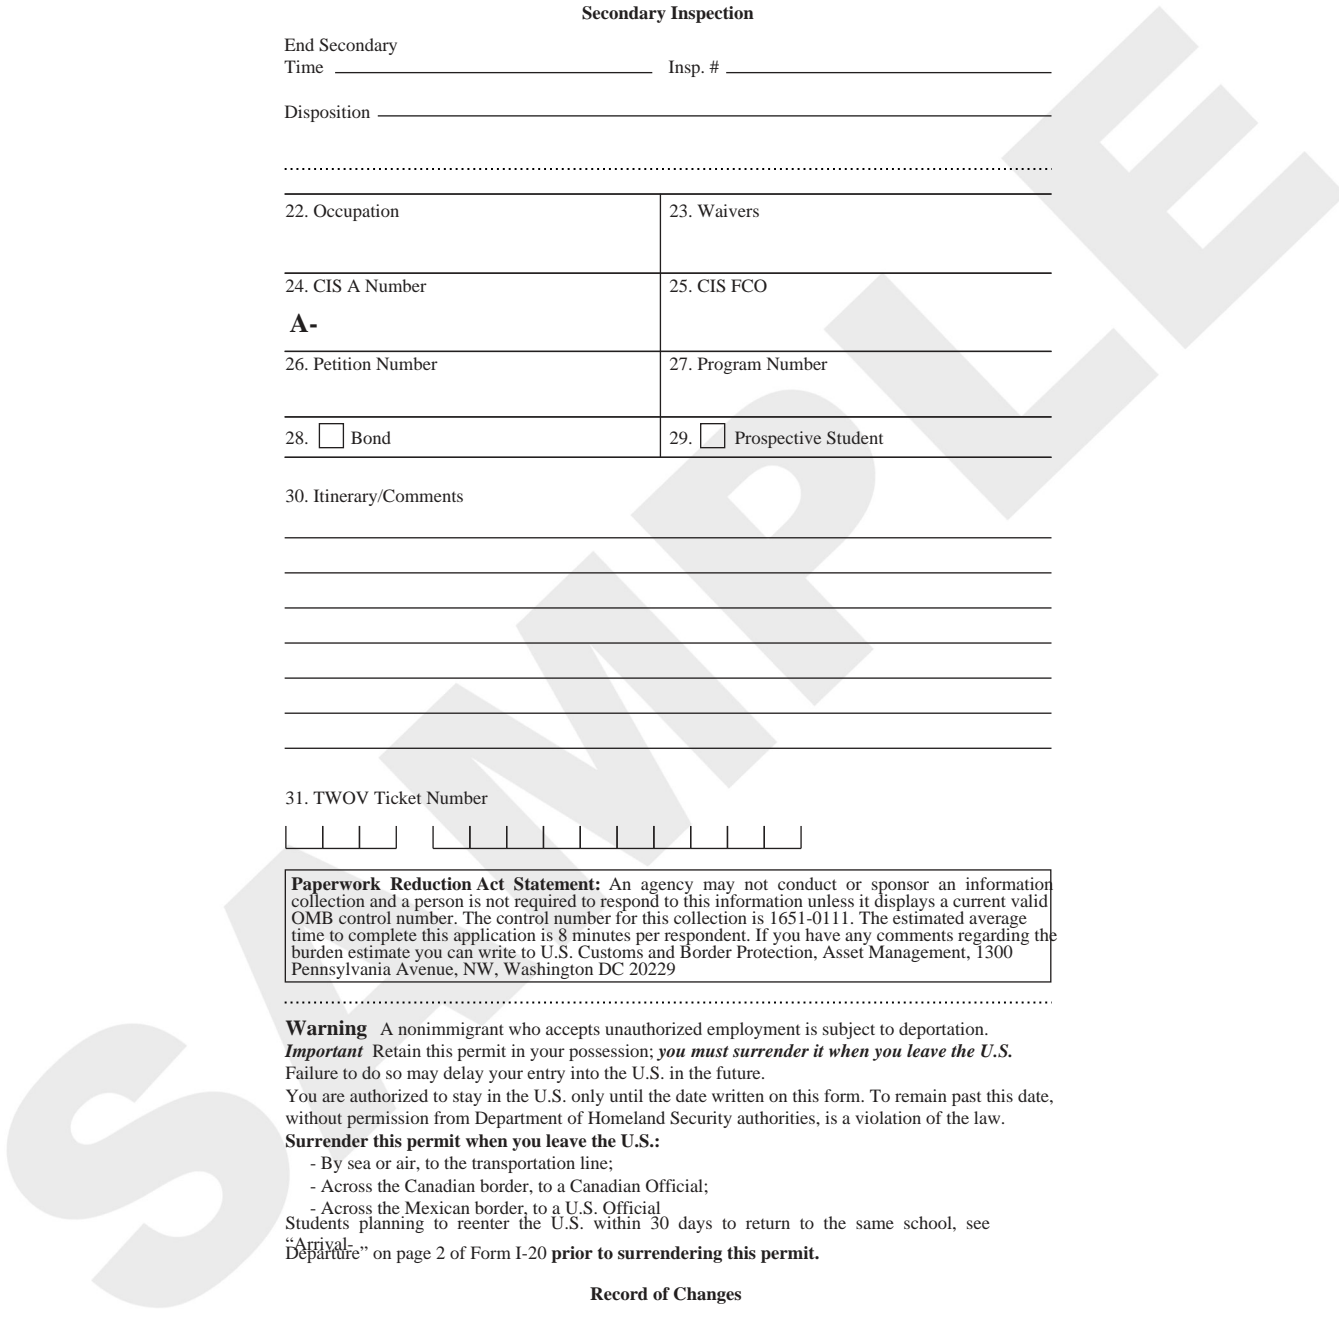 Secondary Inspection
End Secondary
Time Insp. #
Disposition
22. Occupation 23. Waivers
24. CIS A Number 25. CIS FCO
A-
26. Petition Number 27. Program Number
28. Bond 29. Prospective Student
30. Itinerary/Comments
31. TWOV Ticket Number
Paperwork Reduction Act Statement: An agency may not conduct or sponsor an information
collection and a person is not required to respond to this information unless it displays a current valid
OMB control number. The control number for this collection is 1651-0111. The estimated average
time to complete this application is 8 minutes per respondent. If you have any comments regarding the
burden estimate you can write to U.S. Customs and Border Protection, Asset Management, 1300
Pennsylvania Avenue, NW, Washington DC 20229
Warning A nonimmigrant who accepts unauthorized employment is subject to deportation.
Important Retain this permit in your possession; you must surrender it when you leave the U.S.
Failure to do so may delay your entry into the U.S. in the future.
You are authorized to stay in the U.S. only until the date written on this form. To remain past this date,
without permission from Department of Homeland Security authorities, is a violation of the law.
Surrender this permit when you leave the U.S.:
- By sea or air, to the transportation line;
- Across the Canadian border, to a Canadian Official;
- Across the Mexican border, to a U.S. Official
Students planning to reenter the U.S. within 30 days to return to the same school, see
“Arrival-
Departure” on page 2 of Form I-20 prior to surrendering this permit.
Record of Changes
SAMPLE